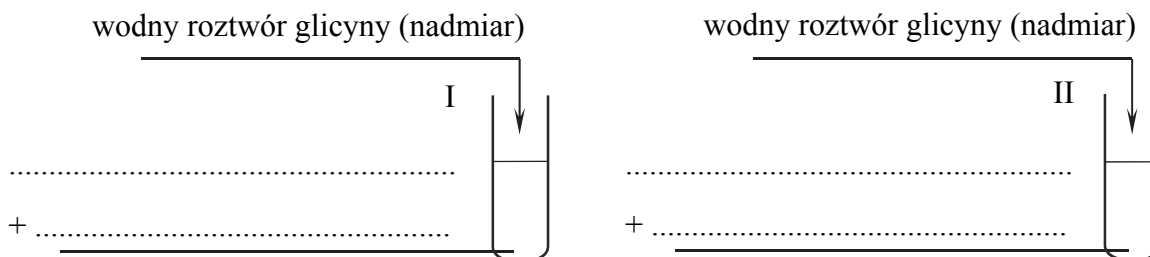 wodny roztwór glicyny (nadmiar)
I
......................................................
+ ..................................................
wodny roztwór glicyny (nadmiar)
II
......................................................
+ ..................................................